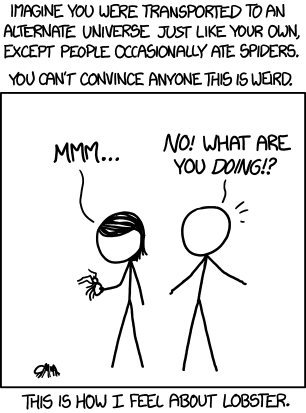 IMAGINE YOU WERE TRANSPORTED TO AN
ALTERNATE UNIVERSE JUST LIKE YOUR OWN,
EXCEPT PEOPLE OCCASIONALLY ATE SPIDERS.
YOU CAN'T CONVINCE ANYONE THIS IS WEIRD.
MMM...
NO! WHAT ARE
YOU DOING!?
THIS IS HOW I FEEL ABOUT LOBSTER.